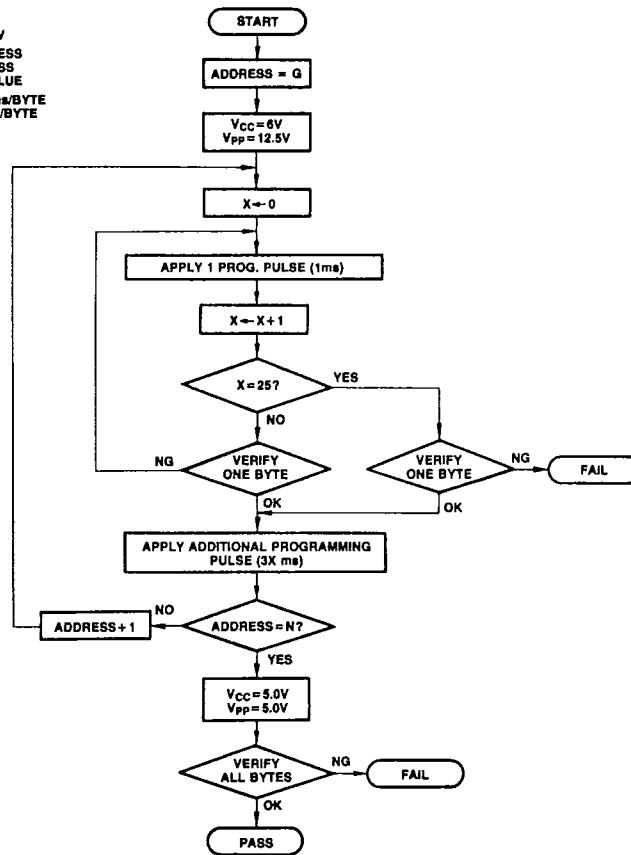 START
ESS
SS
LUE
s/BYTE
/BYTE
ADDRESS = G
VCC=6V
Vpp=12.5V
X←0
APPLY 1 PROG. PULSE (1ms)
X←X+1
X=25?
YES
NO
NG
VERIFY
ONE BYTE
VERIFY
ONE BYTE
NG
FAIL
OK
OK
APPLY ADDITIONAL PROGRAMMING
PULSE (3X ms)
NO
ADDRESS+1
ADDRESS=N?
YES
VCC=5.0V
Vpp=5.0V
VERIFY
ALL BYTES
NG
FAIL
OK
PASS